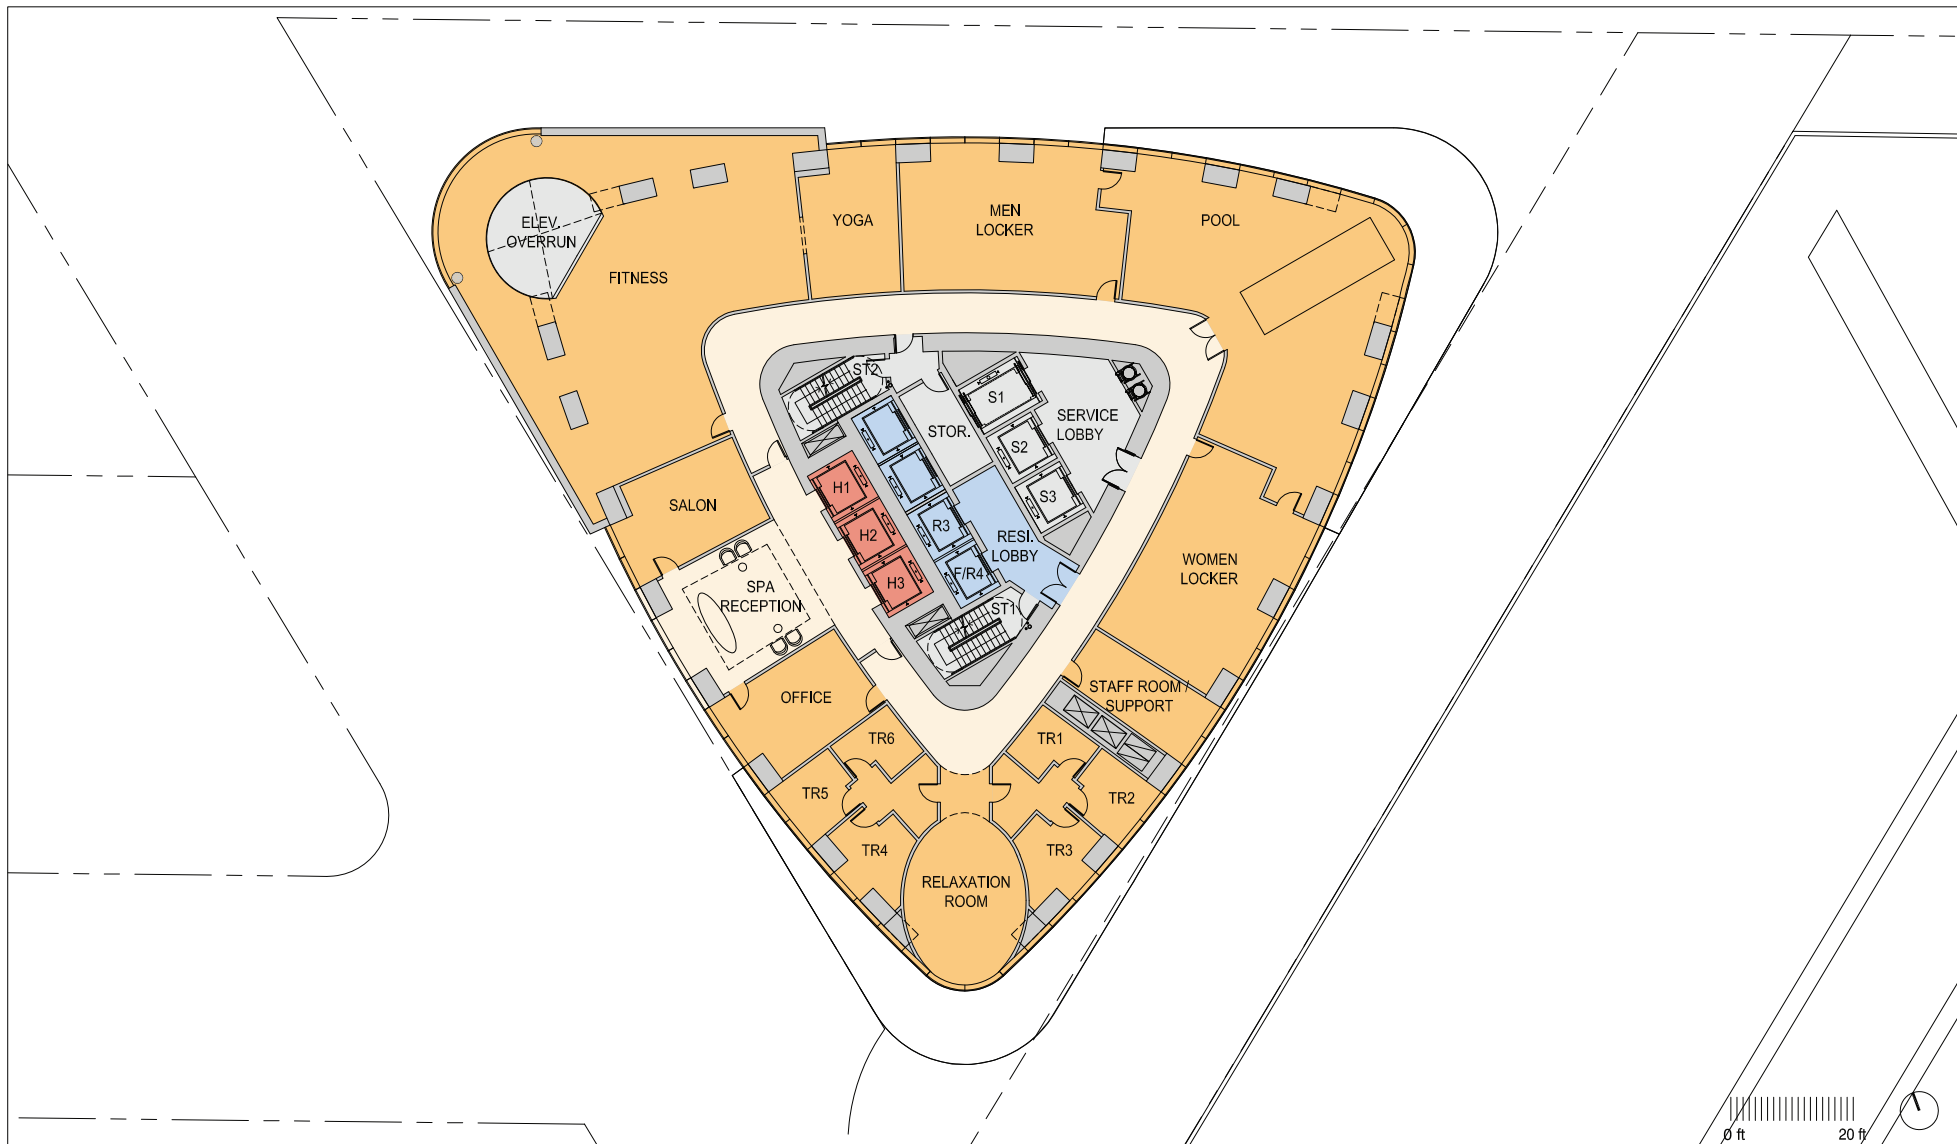 YOGA
MEN
LOCKER
POOL
ELEV.
OVERRUN
FITNESS
ST2
S1
SERVICE
LOBBY
STOR.
S2
H1
S3
SALON
R3
H2
RESI.
LOBBY
F/R4
H3
SPA
RECEPTION
ST1
WOMEN
LOCKER
OFFICE
STAFF ROOM /
SUPPORT
TR6
TR1
TR5
TR2
TR4
TR3
RELAXATION
ROOM
0 ft
20 ft